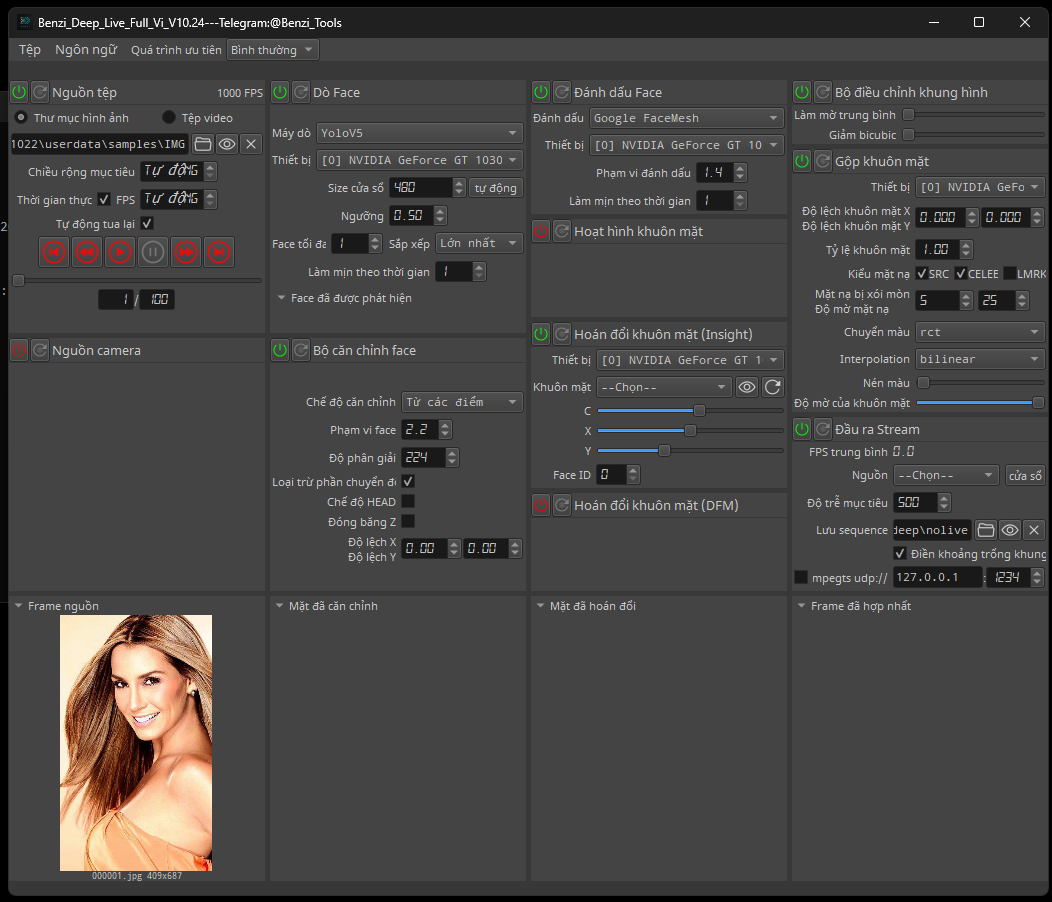 Benzi_Deep_Live_Full_Vi_V10.24---Telegram:@Benzi_Tools
Tệp Ngôn ngữ Quá trình ưu tiên Bình thường
Nguồn tệp 1000 FPS
Thư mục hình ảnh Tệp video
1022\userdata\samples\IMG
Chiều rộng mục tiêu Tự động
Thời gian thực FPS Tự động
Tự động tua lại
1 / 100
Nguồn camera
Dò Face
Máy dò YoloV5
Thiết bị [0] NVIDIA GeForce GT 1030
Size cửa sổ 480 tự động
Ngưỡng 0.50
Face tối đa 1 Sắp xếp Lớn nhất
Làm mịn theo thời gian 1
Face đã được phát hiện
Bộ căn chỉnh face
Chế độ căn chỉnh Từ các điểm
Phạm vi face 2.2
Độ phân giải 224
Loại trừ phần chuyển độ
Chế độ HEAD
Đóng băng Z
Độ lệch X
Độ lệch Y
0.00 0.00
Đánh dấu Face
Đánh dấu Google FaceMesh
Thiết bị [0] NVIDIA GeForce GT 10
Phạm vi đánh dấu 1.4
Làm mịn theo thời gian 1
Hoạt hình khuôn mặt
Hoán đổi khuôn mặt (Insight)
Thiết bị [0] NVIDIA GeForce GT 1
Khuôn mặt --Chọn--
C
X
Y
Face ID 0
Hoán đổi khuôn mặt (DFM)
Bộ điều chỉnh khung hình
Làm mờ trung bình
Giảm bicubic
Gộp khuôn mặt
Thiết bị [0] NVIDIA GeFo
Độ lệch khuôn mặt X
Độ lệch khuôn mặt Y
0.000 0.000
Tỷ lệ khuôn mặt 1.00
Kiểu mặt nạ SRC CELEE LMRK
Mặt nạ bị xói mòn
Độ mờ mặt nạ
5 25
Chuyển màu rct
Interpolation bilinear
Nén màu
Độ mờ của khuôn mặt
Đầu ra Stream
FPS trung bình 0.0
Nguồn --Chọn-- cửa sổ
Độ trễ mục tiêu 500
Lưu sequence deep\nolive
Điền khoảng trống khung
mpegts udp:// 127.0.0.1 : 1234
Frame nguồn
000001.jpg 409x687
Mặt đã căn chỉnh
Mặt đã hoán đổi
Frame đã hợp nhất